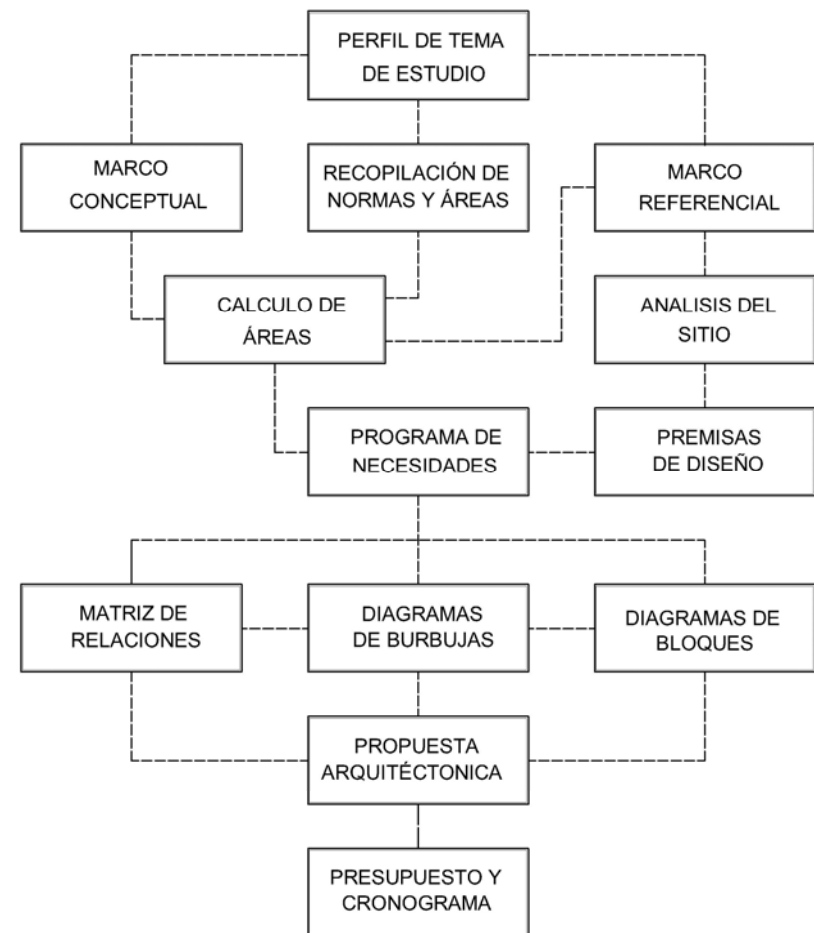 PERFIL DE TEMA
DE ESTUDIO
MARCO
CONCEPTUAL
RECOPILACIÓN DE
NORMAS Y ÁREAS
MARCO
REFERENCIAL
CALCULO DE
ÁREAS
ANALISIS DEL
SITIO
PROGRAMA DE
NECESIDADES
PREMISAS
DE DISEÑO
MATRIZ DE
RELACIONES
DIAGRAMAS
DE BURBUJAS
DIAGRAMAS DE
BLOQUES
PROPUESTA
ARQUITÉCTONICA
PRESUPUESTO Y
CRONOGRAMA